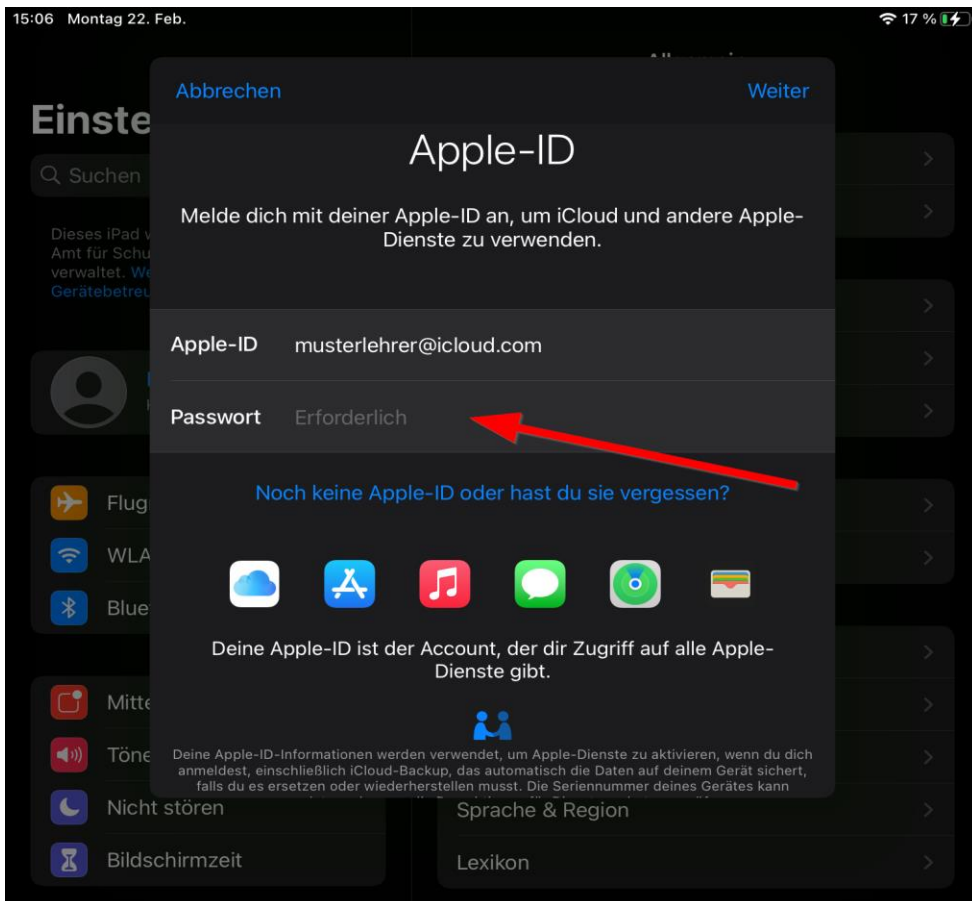 15:06 Montag 22. Feb.
17 %
Abbrechen
Weiter
Einste
Apple-ID
Suchen
Melde dich mit deiner Apple-ID an, um iCloud und andere Apple-
Dienste zu verwenden.
Dieses iPad
Amt für Schu
verwaltet. We
Gerätebetreu
Apple-ID musterlehrer@icloud.com
Passwort Erforderlich
Noch keine Apple-ID oder hast du sie vergessen?
Flug
WLA
Blue
Deine Apple-ID ist der Account, der dir Zugriff auf alle Apple-
Dienste gibt.
Mitte
Töne
Deine Apple-ID-Informationen werden verwendet, um Apple-Dienste zu aktivieren, wenn du dich
anmeldest, einschließlich iCloud-Backup, das automatisch die Daten auf deinem Gerät sichert,
falls du es ersetzen oder wiederherstellen musst. Die Seriennummer deines Gerätes kann
Nicht stören
Sprache & Region
Bildschirmzeit
Lexikon